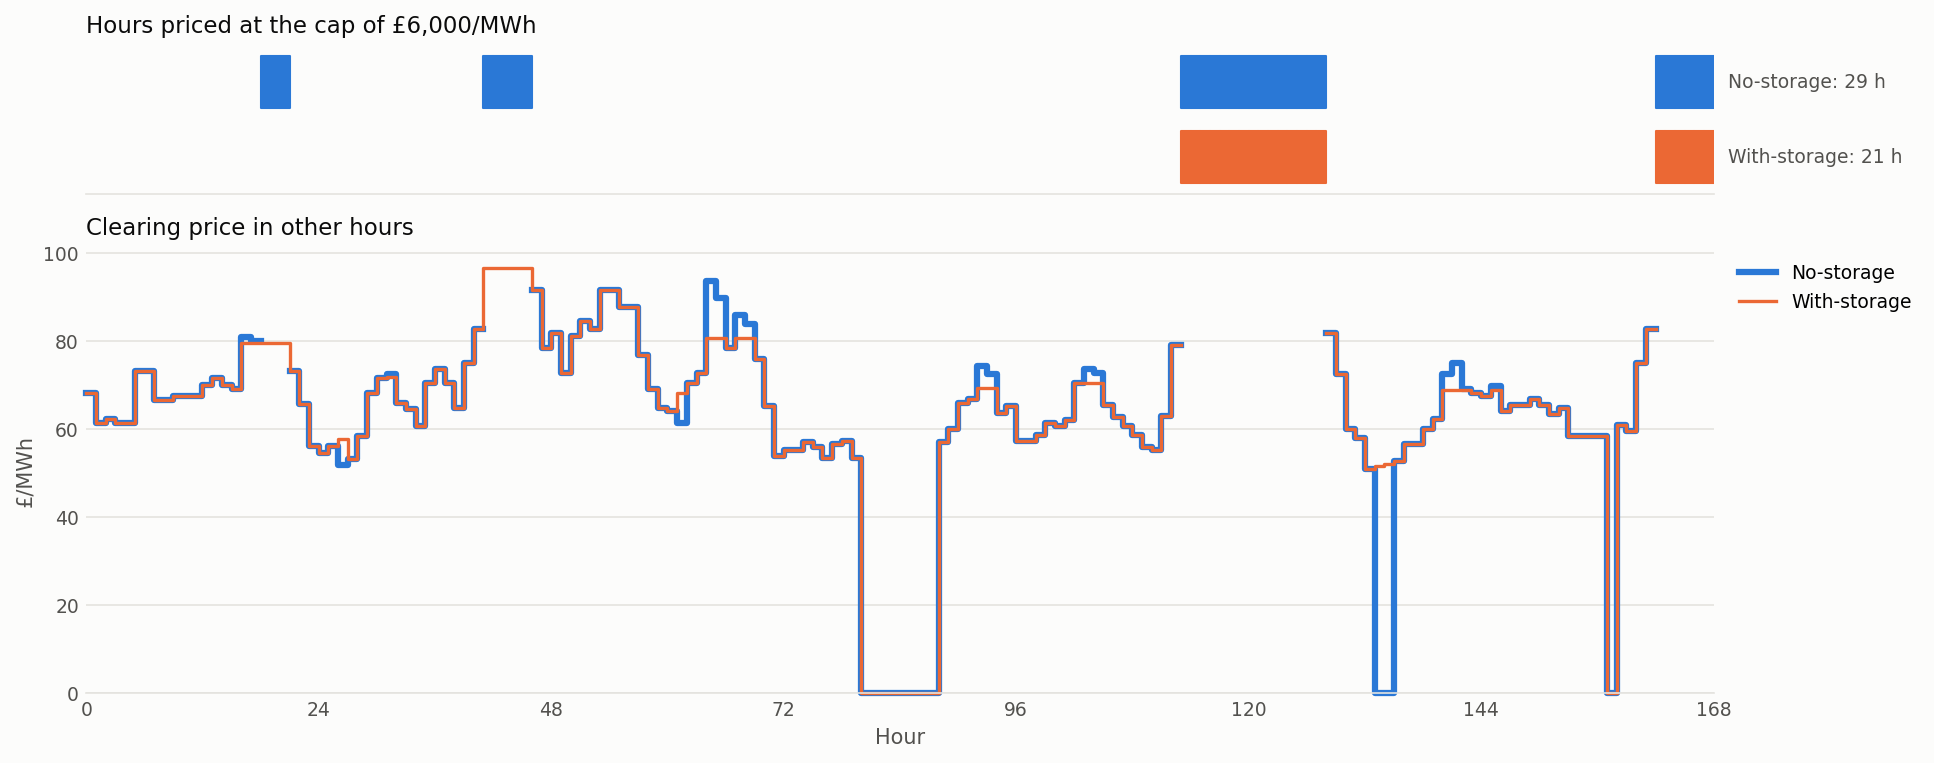 Hours priced at the cap of £6,000/MWh
No-storage: 29 h
With-storage: 21 h
Clearing price in other hours
100
80
60
40
20
0
£/MWh
No-storage
With-storage
0 24 48 72 96 120 144 168
Hour